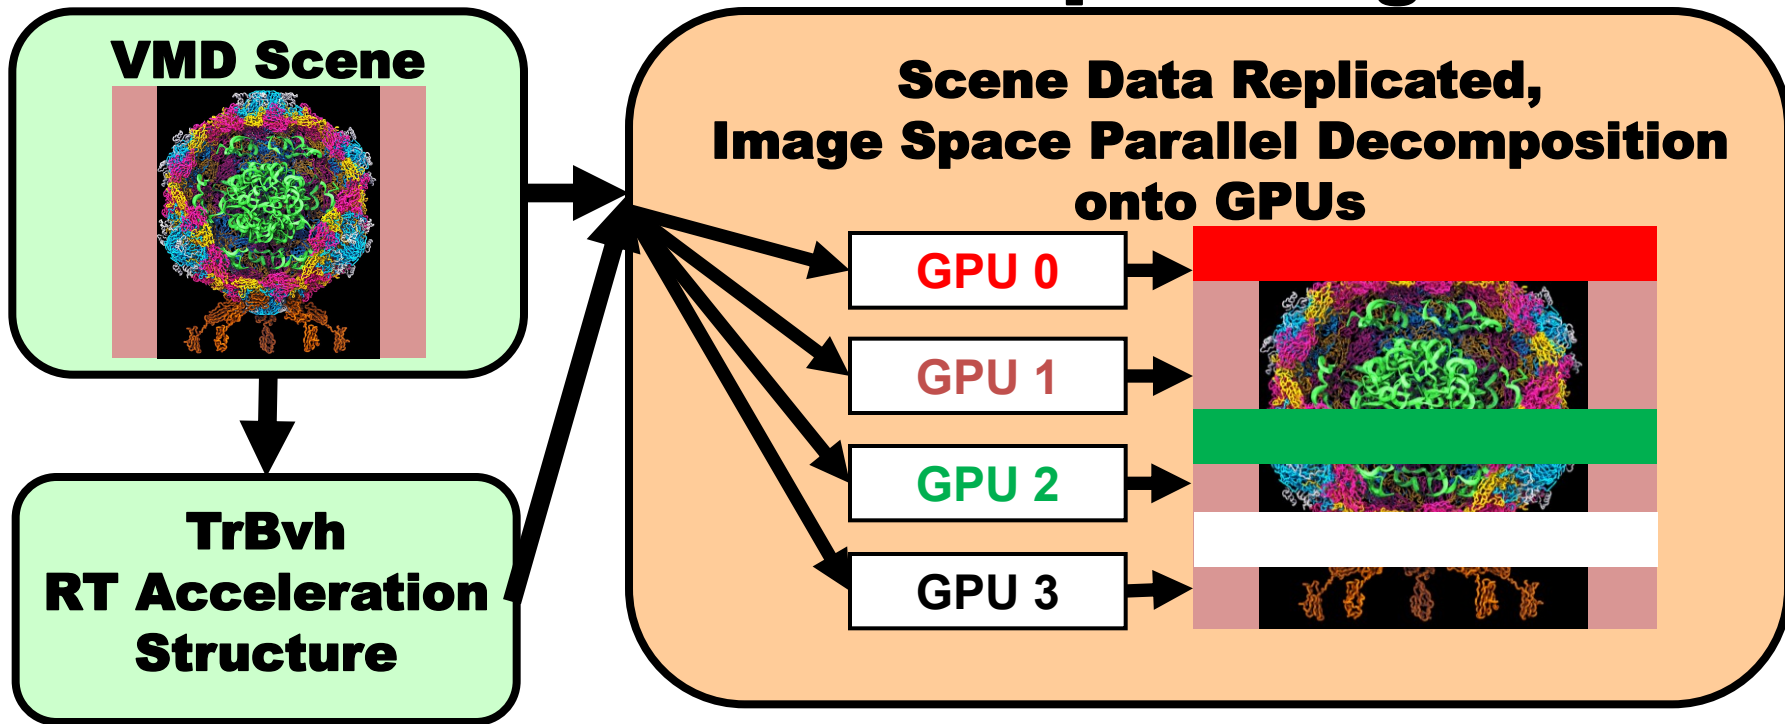 VMD Scene
Scene Data Replicated,
Image Space Parallel Decomposition
onto GPUs
GPU 0
GPU 1
GPU 2
GPU 3
TrBvh
RT Acceleration
Structure